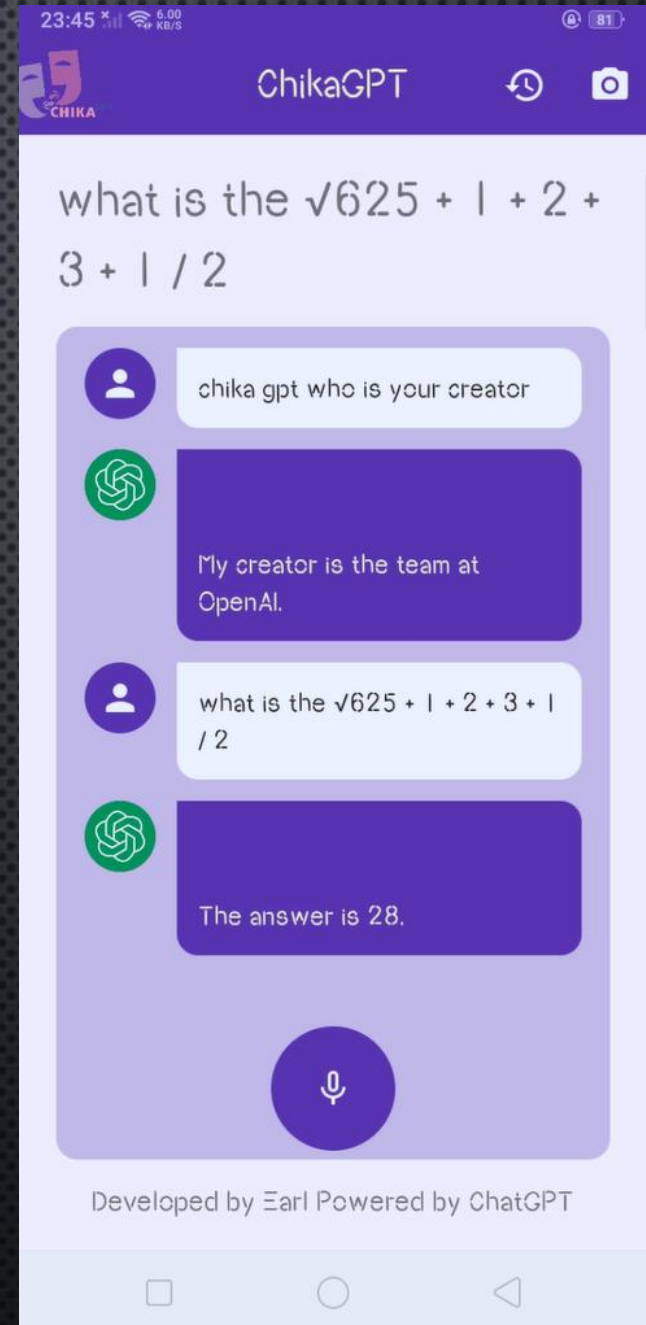 23:45 6.00 KB/S 81
CHIKA
ChikaGPT
what is the √625 + 1 + 2 +
3 + 1 / 2
chika gpt who is your creator
My creator is the team at
OpenAI.
what is the √625 + 1 + 2 + 3 + 1
/ 2
The answer is 28.
Developed by Earl Powered by ChatGPT